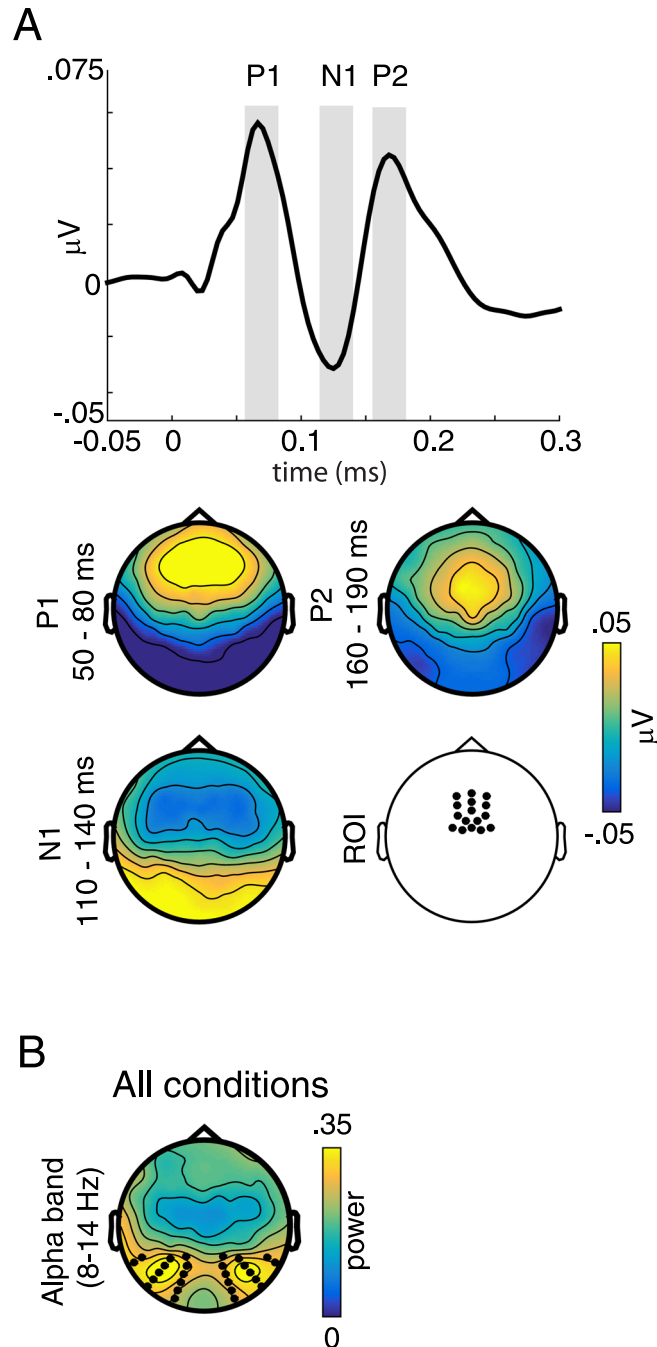 A
P1 N1 P2
.075
μV
0
-.05
-0.05 0 0.1 0.2 0.3
time (ms)
P1
50 - 80 ms
P2
160 - 190 ms
N1
110 - 140 ms
ROI
.05
μV
-.05
B
All conditions
Alpha band
(8-14 Hz)
.35
power
0